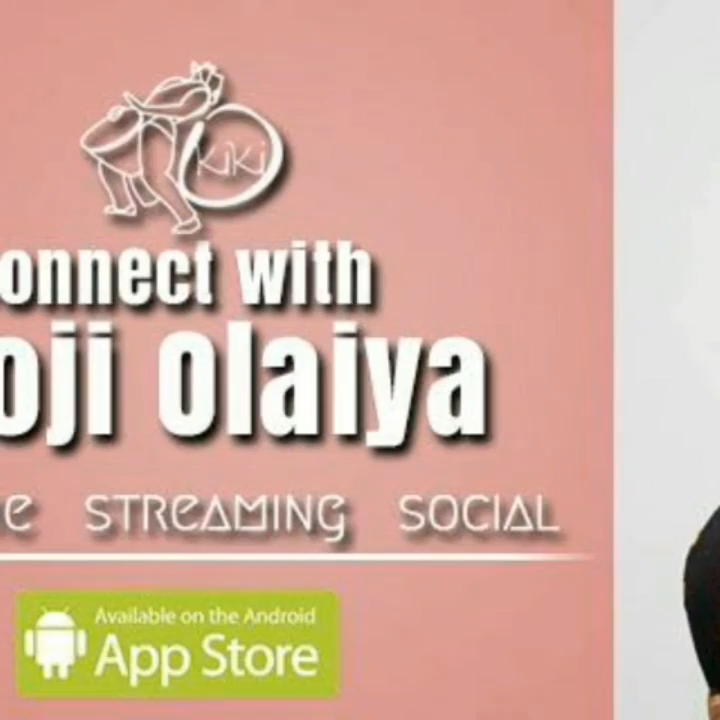 kiki
onnect with
oji Olaiya
e STREAMING SOCIAL
Available on the Android
App Store